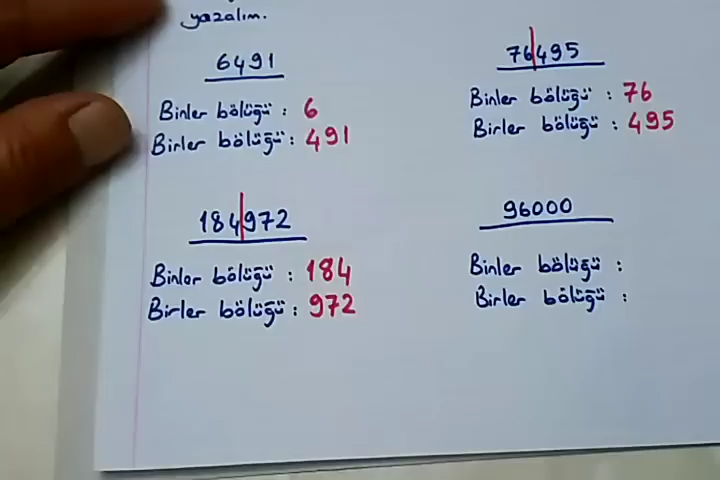 yazalım.
6491
Binler bölüğü : 6
Birler bölüğü : 491
76495
Binler bölüğü : 76
Birler bölüğü : 495
184972
Binler bölüğü : 184
Birler bölüğü : 972
96000
Binler bölüğü :
Birler bölüğü :